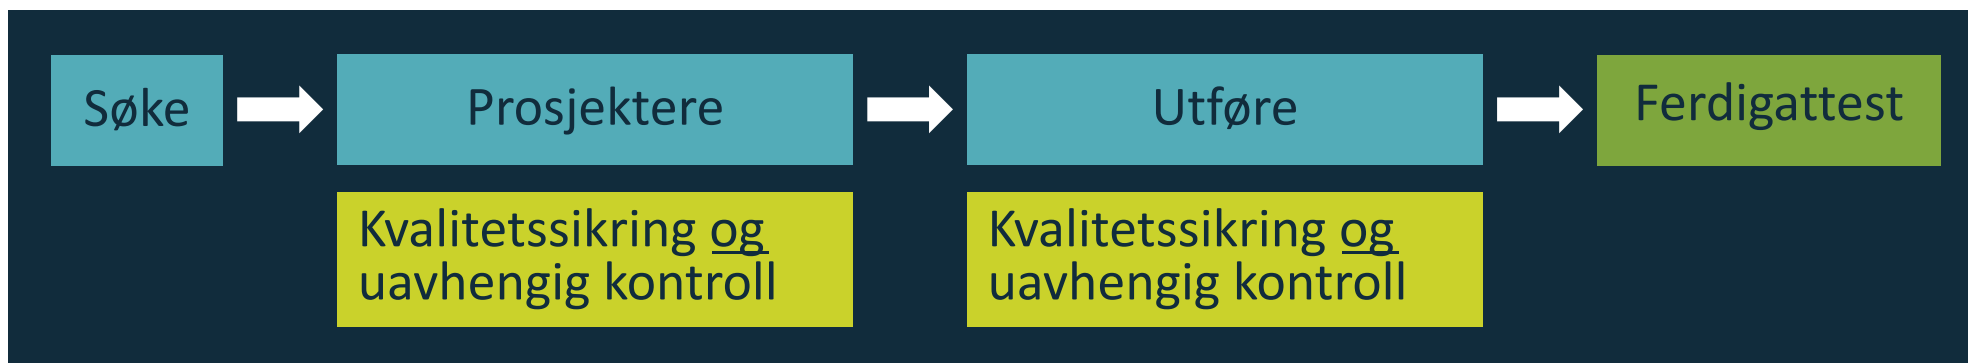 Søke
Prosjektere
Utføre
Ferdigattest
Kvalitetssikring og
uavhengig kontroll
Kvalitetssikring og
uavhengig kontroll